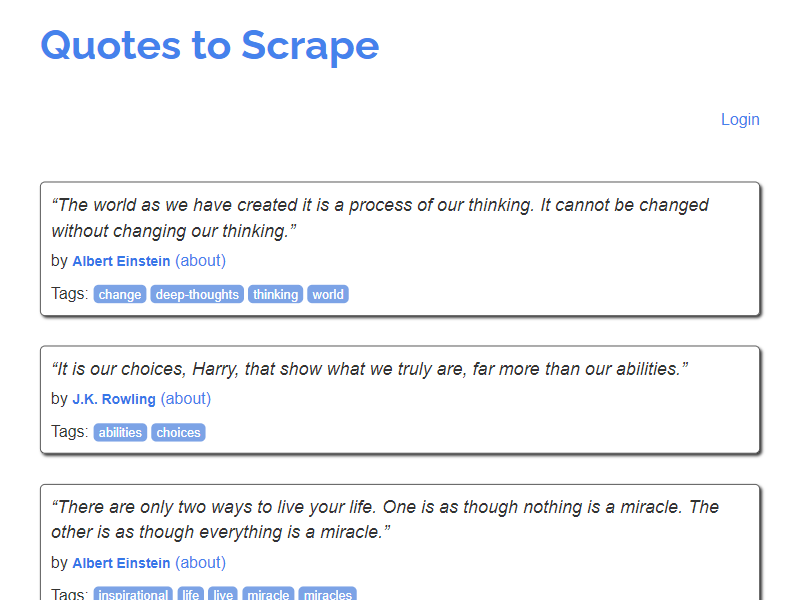 Quotes to Scrape
Login
“The world as we have created it is a process of our thinking. It cannot be changed
without changing our thinking.”
by Albert Einstein (about)
Tags: change deep-thoughts thinking world
“It is our choices, Harry, that show what we truly are, far more than our abilities.”
by J.K. Rowling (about)
Tags: abilities choices
“There are only two ways to live your life. One is as though nothing is a miracle. The
other is as though everything is a miracle.”
by Albert Einstein (about)
Tags: inspirational life live miracle miracles